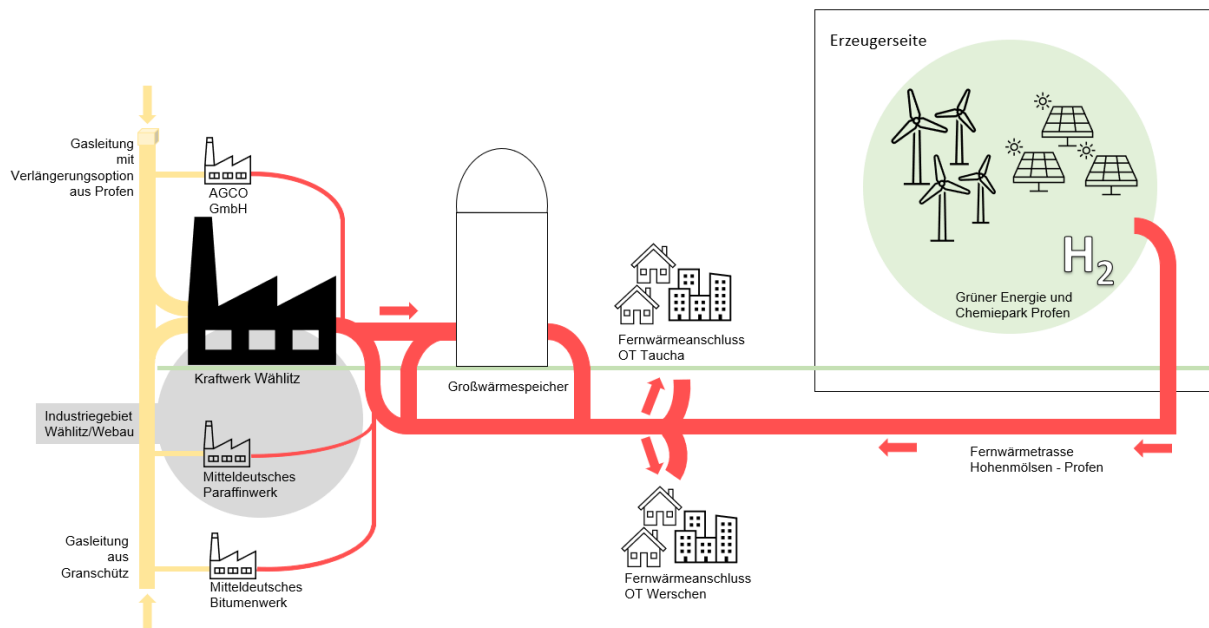 Erzeugerseite
Gasleitung
mit
Verlängerungsoption
aus Profen
AGCO
GmbH
H2
Grüner Energie und
Chemiepark Profen
Fernwärmeanschluss
OT Taucha
Kraftwerk Wählitz
Großwärmespeicher
Industriegebiet
Wählitz/Webau
Mitteldeutsches
Paraffinwerk
Fernwärmetrasse
Hohenmölsen - Profen
Gasleitung
aus
Granschütz
Mitteldeutsches
Bitumenwerk
Fernwärmeanschluss
OT Werschen